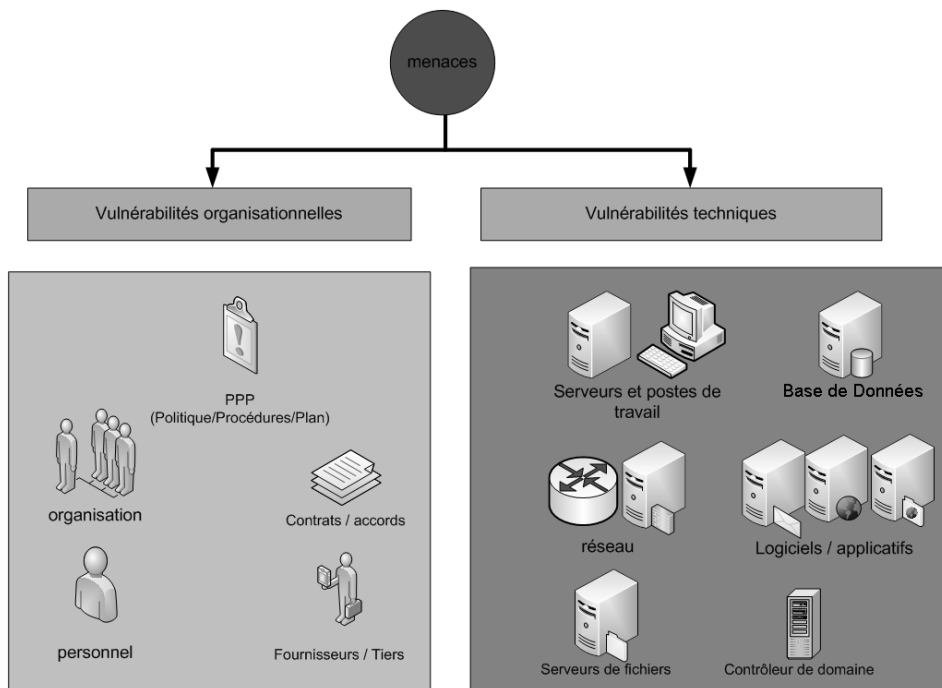 menaces
Vulnérabilités organisationnelles
Vulnérabilités techniques
PPP
(Politique/Procédures/Plan)
organisation
Contrats / accords
personnel
Fournisseurs / Tiers
Serveurs et postes de
travail
Base de Données
réseau
Logiciels / applicatifs
Serveurs de fichiers
Contrôleur de domaine